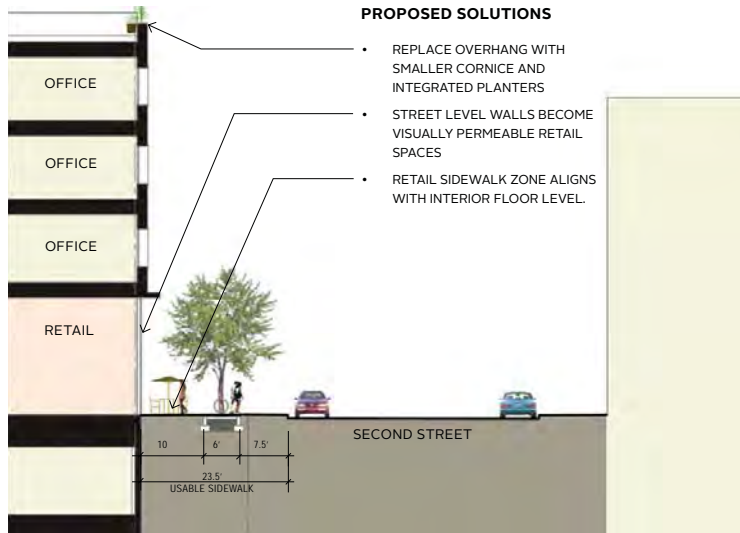 PROPOSED SOLUTIONS
• REPLACE OVERHANG WITH
SMALLER CORNICE AND
INTEGRATED PLANTERS
• STREET LEVEL WALLS BECOME
VISUALLY PERMEABLE RETAIL
SPACES
• RETAIL SIDEWALK ZONE ALIGNS
WITH INTERIOR FLOOR LEVEL.
OFFICE
OFFICE
OFFICE
RETAIL
SECOND STREET
10 6' 7.5'
23.5'
USABLE SIDEWALK